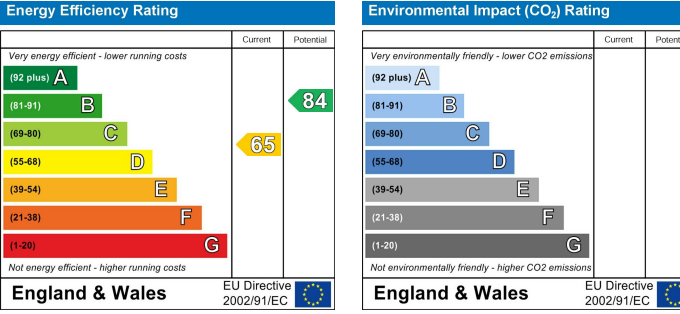 Energy Efficiency Rating
Current Potential
Very energy efficient - lower running costs
(92 plus) A
(81-91) B
84
(69-80) C
65
(55-68) D
(39-54) E
(21-38) F
(1-20) G
Not energy efficient - higher running costs
England & Wales
EU Directive
2002/91/EC
Environmental Impact (CO₂) Rating
Current Potent
Very environmentally friendly - lower CO2 emissions
(92 plus) A
(81-91) B
(69-80) C
(55-68) D
(39-54) E
(21-38) F
(1-20) G
Not environmentally friendly - higher CO2 emissions
England & Wales
EU Directive
2002/91/EC